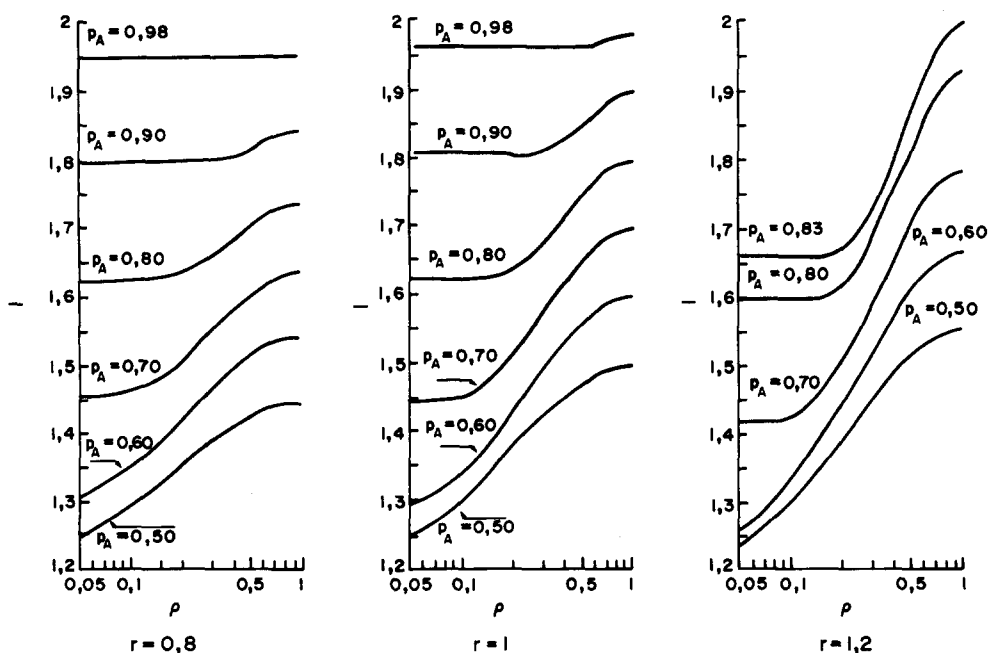 2
1,9
1,8
1,7
1,6
1,5
1,4
1,3
1,2
I
p_A = 0,98
p_A = 0,90
p_A = 0,80
p_A = 0,70
p_A = 0,60
p_A = 0,50
0,05
0,1
0,5
1
ρ
r = 0,8
2
1,9
1,8
1,7
1,6
1,5
1,4
1,3
1,2
I
p_A = 0,98
p_A = 0,90
p_A = 0,80
p_A = 0,70
p_A = 0,60
p_A = 0,50
0,05
0,1
0,5
1
ρ
r = 1
2
1,9
1,8
1,7
1,6
1,5
1,4
1,3
1,2
I
p_A = 0,83
p_A = 0,80
p_A = 0,60
p_A = 0,50
p_A = 0,70
0,05
0,1
0,5
1
ρ
r = 1,2